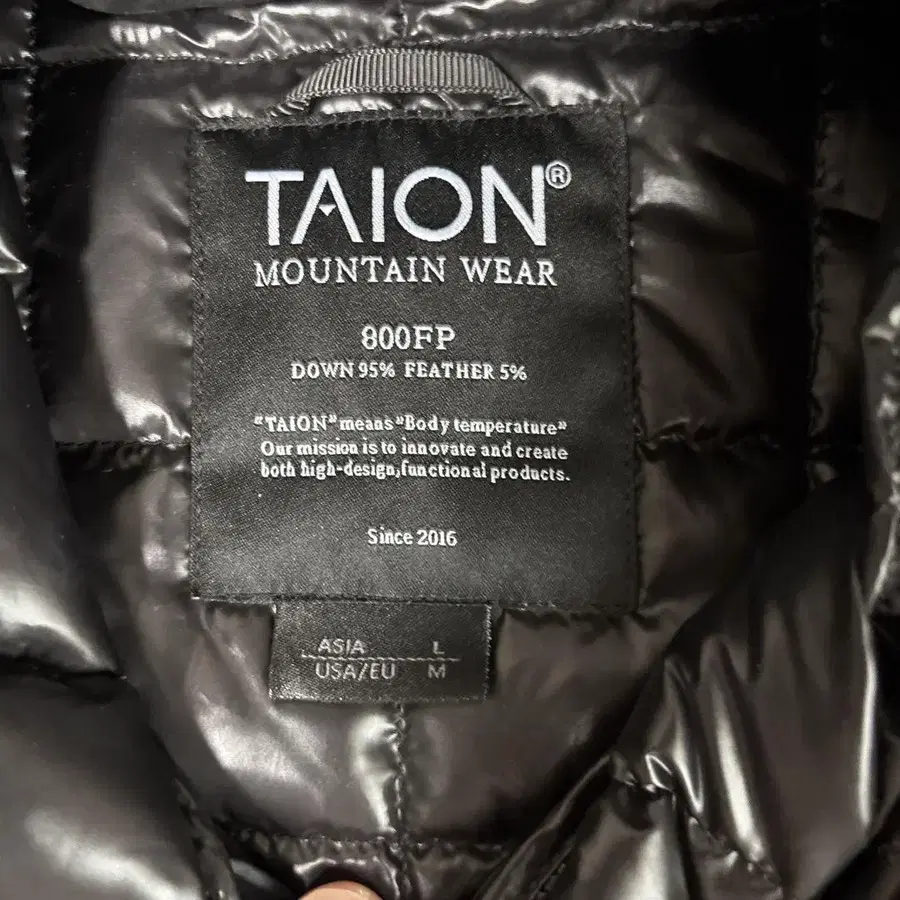 TAION®
MOUNTAIN WEAR
800FP
DOWN 95% FEATHER 5%
"TAION" means "Body temperature"
Our mission is to innovate and create
both high-design,functional products.
Since 2016
ASIA L
USA/EU M